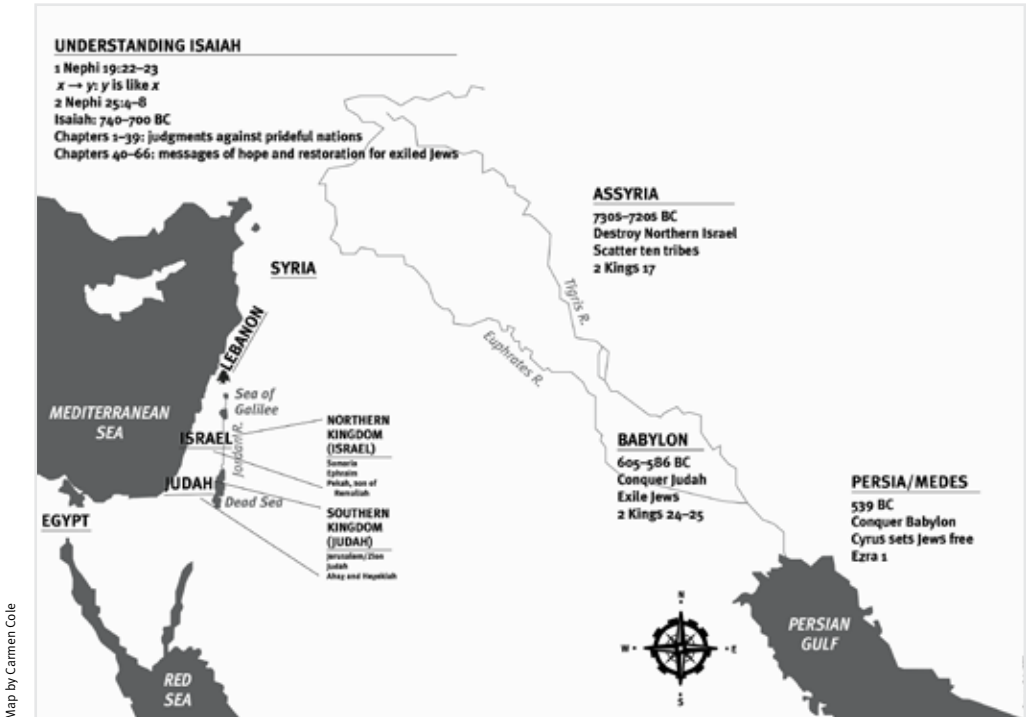 UNDERSTANDING ISAIAH
1 Nephi 19:22–23
x → y: y is like x
2 Nephi 25:4–8
Isaiah: 740–700 BC
Chapters 1–39: judgments against prideful nations
Chapters 40–66: messages of hope and restoration for exiled Jews
ASSYRIA
730s–720s BC
Destroy Northern Israel
Scatter ten tribes
2 Kings 17
SYRIA
Tigris R.
LEBANON
Euphrates R.
Sea of
Galilee
MEDITERRANEAN
SEA
ISRAEL
Jordan R.
NORTHERN
KINGDOM
(ISRAEL)
Samaria
Ephraim
Pekah, son of
Remaliah
JUDAH
Dead Sea
SOUTHERN
KINGDOM
(JUDAH)
Jerusalem/Zion
Judah
Ahaz and Hezekiah
BABYLON
605–586 BC
Conquer Judah
Exile Jews
2 Kings 24–25
PERSIA/MEDES
539 BC
Conquer Babylon
Cyrus sets Jews free
Ezra 1
EGYPT
N
W
E
S
PERSIAN
GULF
RED
SEA
Map by Carmen Cole